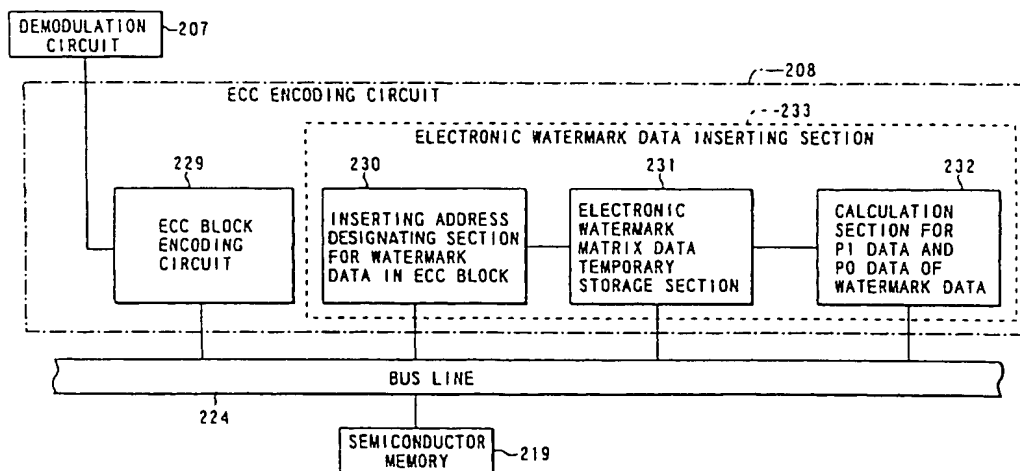 DEMODULATION
CIRCUIT
207
208
ECC ENCODING CIRCUIT
233
ELECTRONIC WATERMARK DATA INSERTING SECTION
229
ECC BLOCK
ENCODING
CIRCUIT
230
INSERTING ADDRESS
DESIGNATING SECTION
FOR WATERMARK
DATA IN ECC BLOCK
231
ELECTRONIC
WATERMARK
MATRIX DATA
TEMPORARY
STORAGE SECTION
232
CALCULATION
SECTION FOR
PI DATA AND
PO DATA OF
WATERMARK DATA
BUS LINE
224
SEMICONDUCTOR
MEMORY
219